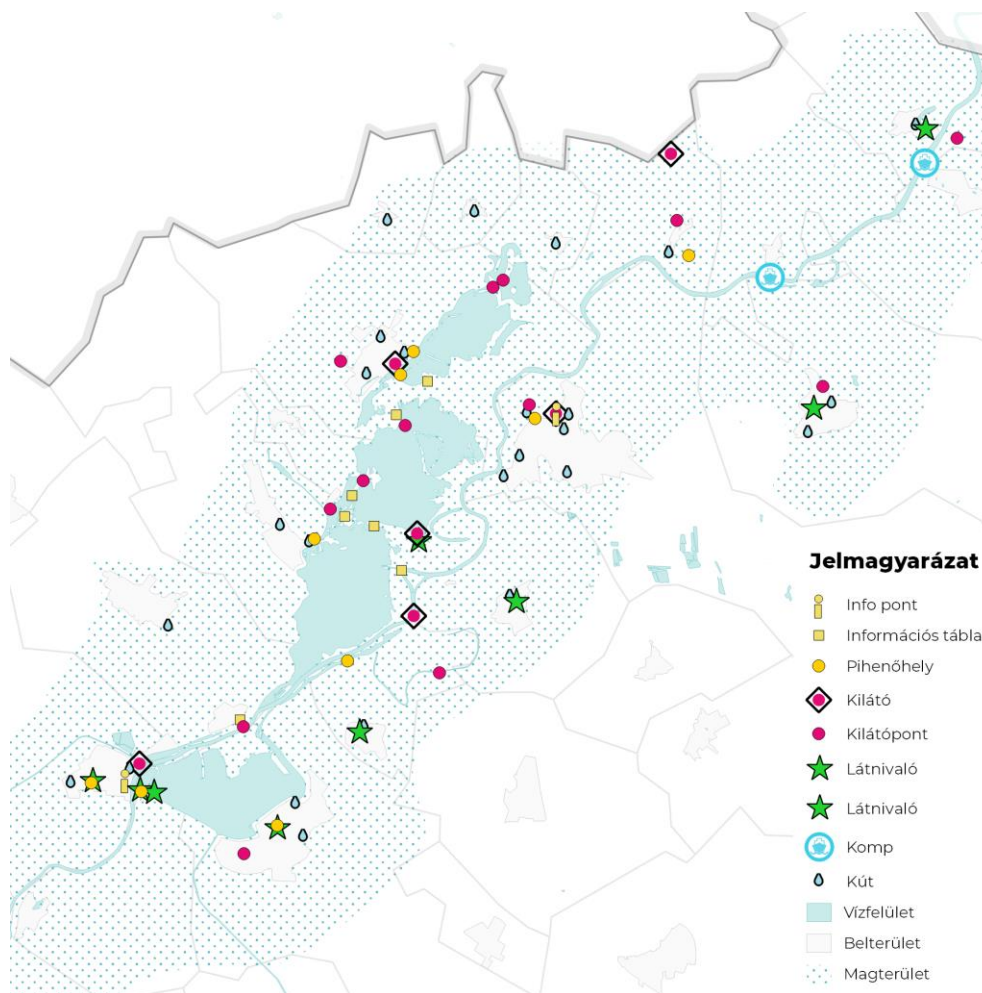 Jelmagyarázat
Info pont
Információs tábla
Pihenőhely
Kilátó
Kilátópont
Látnivaló
Látnivaló
Komp
Kút
Vízfelület
Belterület
Magterület